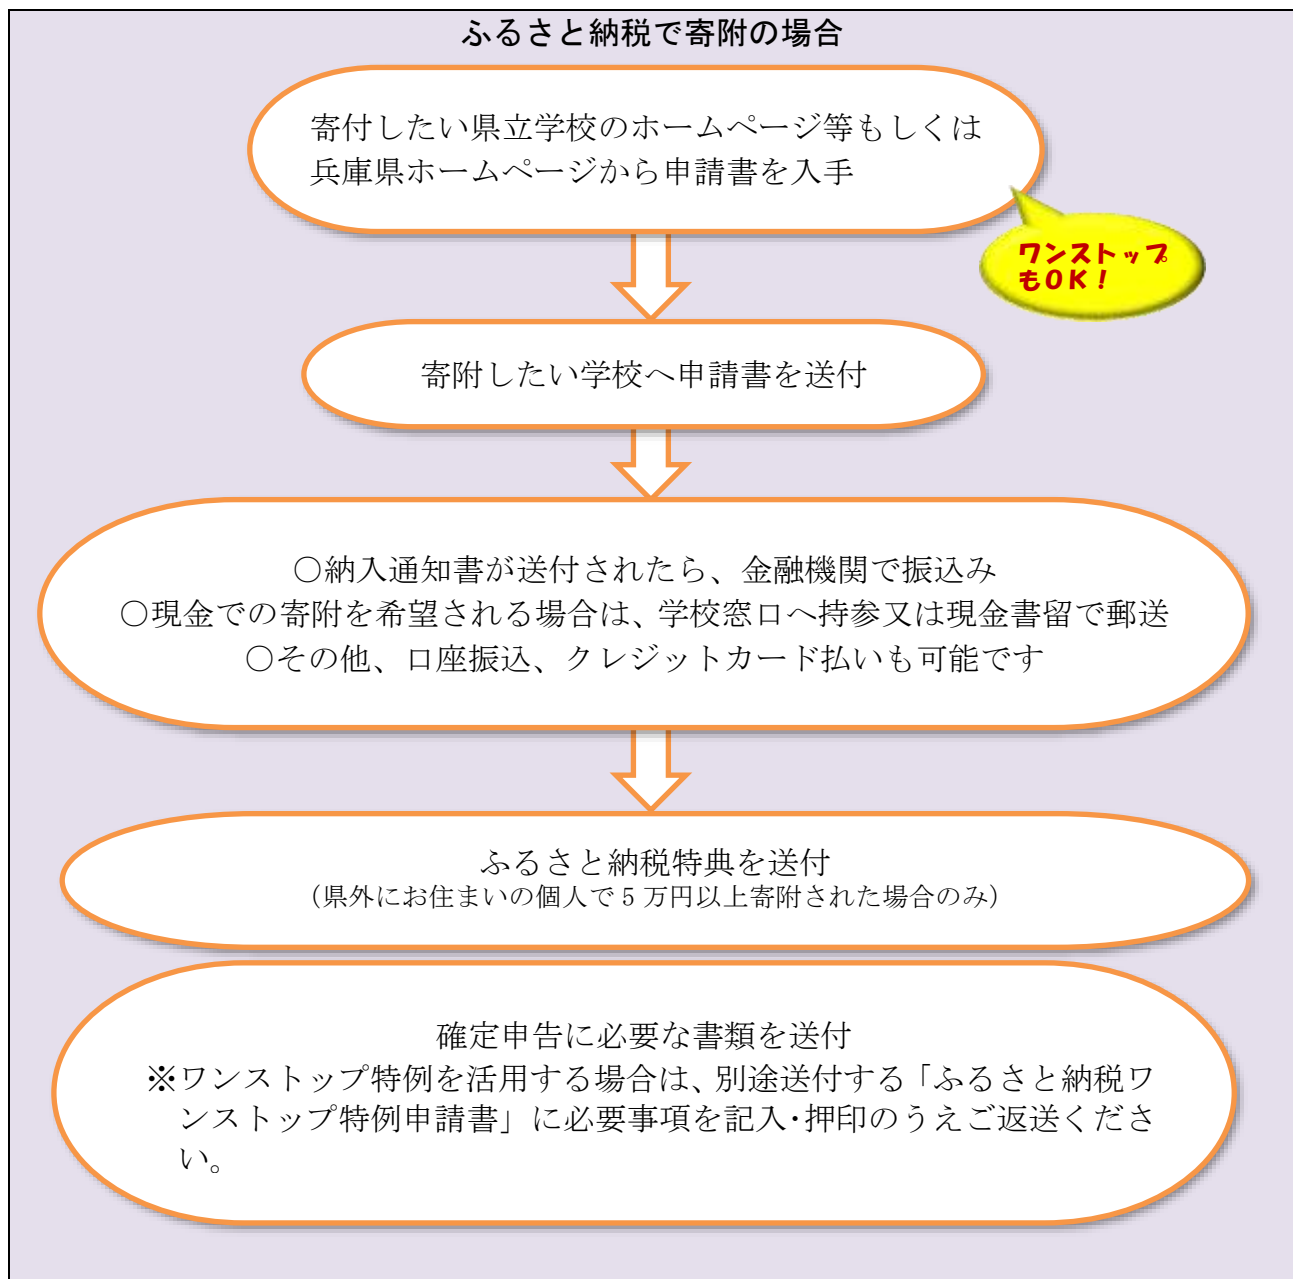 ふるさと納税で寄附の場合
寄付したい県立学校のホームページ等もしくは
兵庫県ホームページから申請書を入手
ワンストップ
もOK！
寄附したい学校へ申請書を送付
○納入通知書が送付されたら、金融機関で振込み
○現金での寄附を希望される場合は、学校窓口へ持参又は現金書留で郵送
○その他、口座振込、クレジットカード払いも可能です
ふるさと納税特典を送付
（県外にお住まいの個人で5万円以上寄附された場合のみ）
確定申告に必要な書類を送付
※ワンストップ特例を活用する場合は、別途送付する「ふるさと納税ワ
ンストップ特例申請書」に必要事項を記入・押印のうえご返送くださ
い。